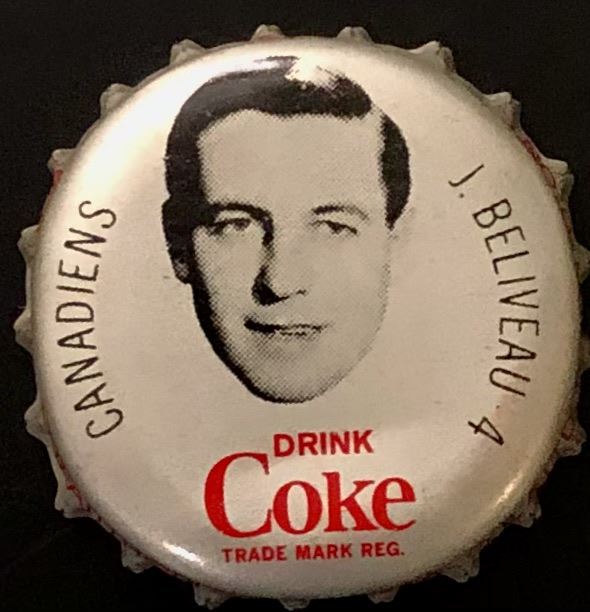 CANADIENS
J. BELIVEAU 4
DRINK
Coke
TRADE MARK REG.